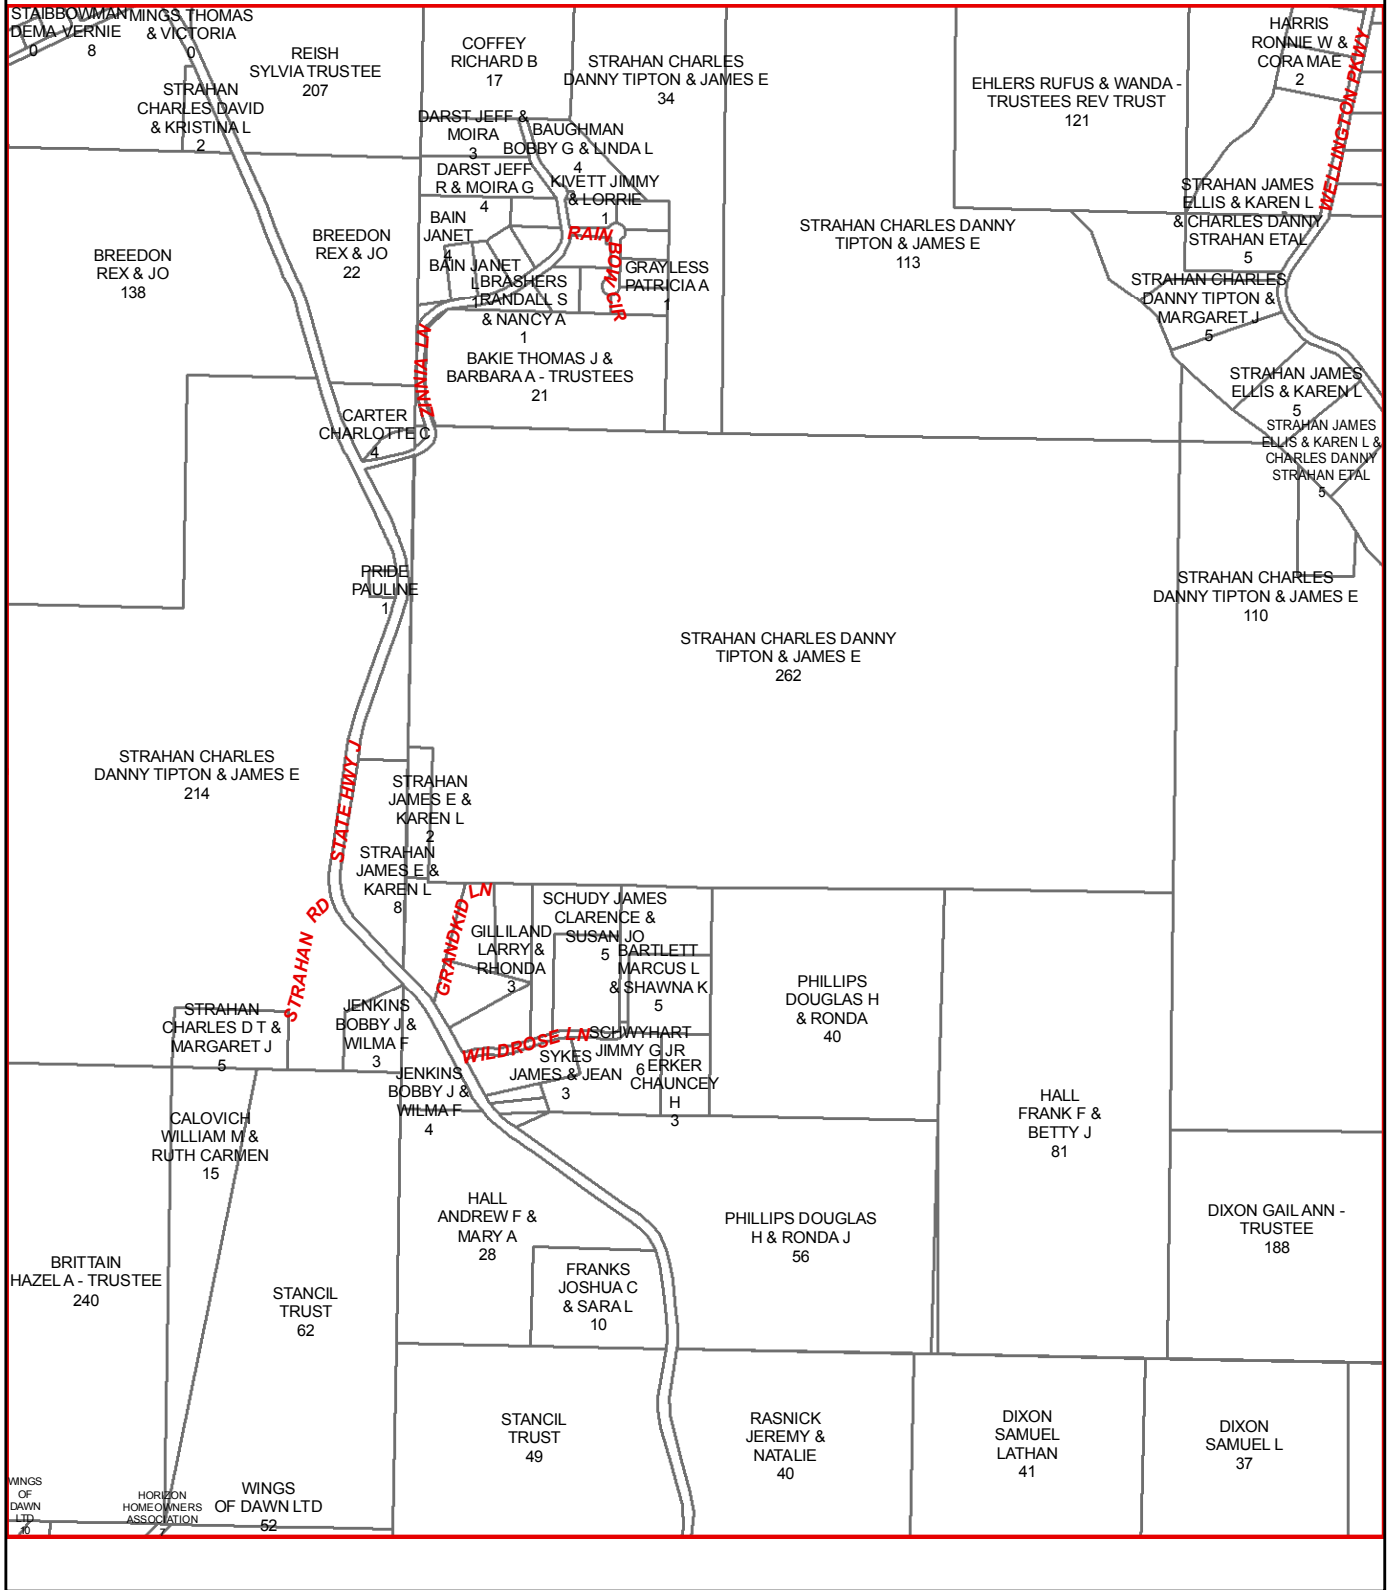 STAIB
DEMA
0
BOWMAN
VERNIE
8
MINGS THOMAS
& VICTORIA
0
REISH
SYLVIA TRUSTEE
207
COFFEY
RICHARD B
17
STRAHAN CHARLES
DANNY TIPTON & JAMES E
34
EHLERS RUFUS & WANDA -
TRUSTEES REV TRUST
121
HARRIS
RONNIE W &
CORA MAE
2
WELLINGTON PKWY
STRAHAN
CHARLES DAVID
& KRISTINA L
2
DARST JEFF &
MOIRA
3
BAUGHMAN
BOBBY G & LINDA L
4
DARST JEFF
R & MOIRA G
4
KIVETT JIMMY
& LORRIE
1
STRAHAN JAMES
ELLIS & KAREN L
& CHARLES DANNY
STRAHAN ETAL
5
BREEDON
REX & JO
138
BREEDON
REX & JO
22
BAIN
JANET
4
RAIN BOW CIR
STRAHAN CHARLES DANNY
TIPTON & JAMES E
113
BAIN JANET
L
1
BRASHERS
RANDALL S
& NANCY A
1
GRAYLESS
PATRICIA A
1
STRAHAN CHARLES
DANNY TIPTON &
MARGARET J
5
ZINNIA LN
BAKIE THOMAS J &
BARBARA A - TRUSTEES
21
STRAHAN JAMES
ELLIS & KAREN L
5
CARTER
CHARLOTTE C
4
STRAHAN JAMES
ELLIS & KAREN L &
CHARLES DANNY
STRAHAN ETAL
5
PRIDE
PAULINE
1
STRAHAN CHARLES
DANNY TIPTON & JAMES E
110
STRAHAN CHARLES DANNY
TIPTON & JAMES E
262
STRAHAN CHARLES
DANNY TIPTON & JAMES E
214
STATE HWY J
STRAHAN
JAMES E &
KAREN L
2
STRAHAN
JAMES E &
KAREN L
8
STRAHAN RD
GRANDKID LN
GILLILAND
LARRY &
RHONDA
3
SCHUDY JAMES
CLARENCE &
SUSAN JO
5
BARTLETT
MARCUS L
& SHAWNA K
5
PHILLIPS
DOUGLAS H
& RONDA
40
STRAHAN
CHARLES D T &
MARGARET J
5
JENKINS
BOBBY J &
WILMA F
3
WILDROSE LN
SCHWYHART
JIMMY G JR
6
SYKES
JAMES & JEAN
3
ERKER
CHAUNCEY
H
3
JENKINS
BOBBY J &
WILMA F
4
HALL
FRANK F &
BETTY J
81
CALOVICH
WILLIAM M &
RUTH CARMEN
15
HALL
ANDREW F &
MARY A
28
PHILLIPS DOUGLAS
H & RONDA J
56
DIXON GAIL ANN -
TRUSTEE
188
BRITTAIN
HAZEL A - TRUSTEE
240
STANCIL
TRUST
62
FRANKS
JOSHUA C
& SARA L
10
STANCIL
TRUST
49
RASNICK
JEREMY &
NATALIE
40
DIXON
SAMUEL
LATHAN
41
DIXON
SAMUEL L
37
WINGS
OF
DAWN
LTD
10
HORIZON
HOMEOWNERS
ASSOCIATION
7
WINGS
OF DAWN LTD
52